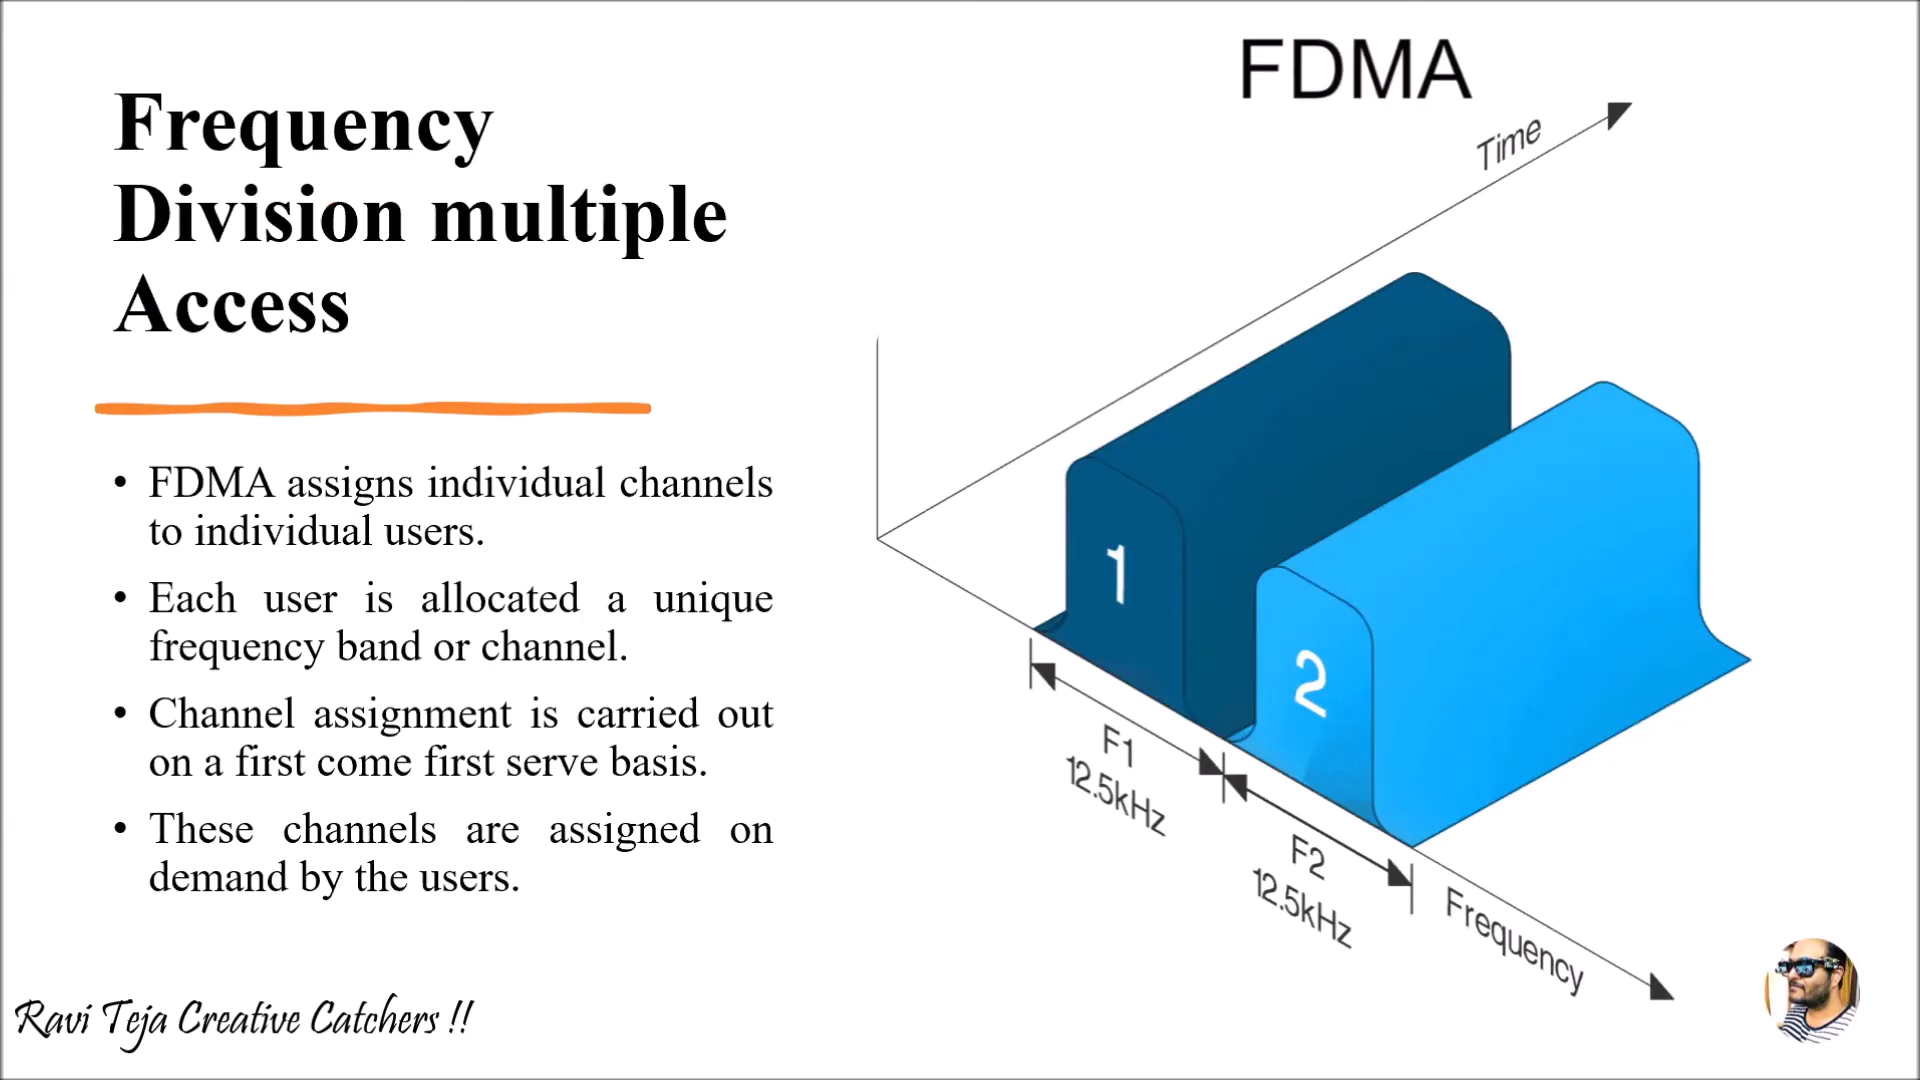 Frequency
Division multiple
Access
• FDMA assigns individual channels
to individual users.
• Each user is allocated a unique
frequency band or channel.
• Channel assignment is carried out
on a first come first serve basis.
• These channels are assigned on
demand by the users.
Ravi Teja Creative Catchers !!
FDMA
Time
1
2
F1
12.5kHz
F2
12.5kHz
Frequency